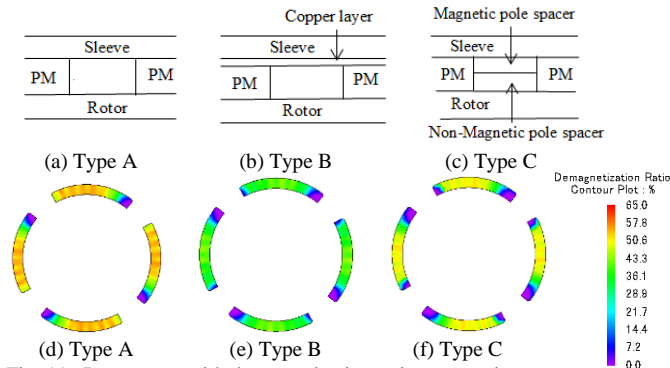 Copper layer
Magnetic pole spacer
Sleeve
Sleeve
Sleeve
PM
PM
PM
PM
PM
PM
Rotor
Rotor
Rotor
Non-Magnetic pole spacer
(a) Type A
(b) Type B
(c) Type C
Demagnetization Ratio
Contour Plot : %
65.0
57.8
50.6
43.3
36.1
28.9
21.7
14.4
7.2
0.0
(d) Type A
(e) Type B
(f) Type C